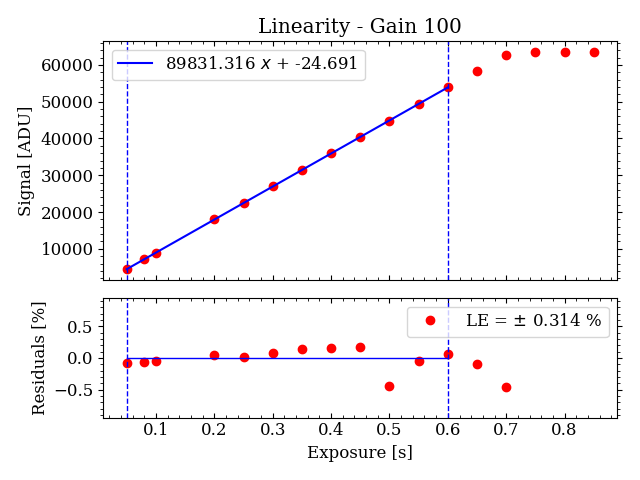 Linearity - Gain 100
89831.316 x + -24.691
Signal [ADU]
60000
50000
40000
30000
20000
10000
LE = ± 0.314 %
Residuals [%]
0.5
0.0
−0.5
0.1 0.2 0.3 0.4 0.5 0.6 0.7 0.8
Exposure [s]